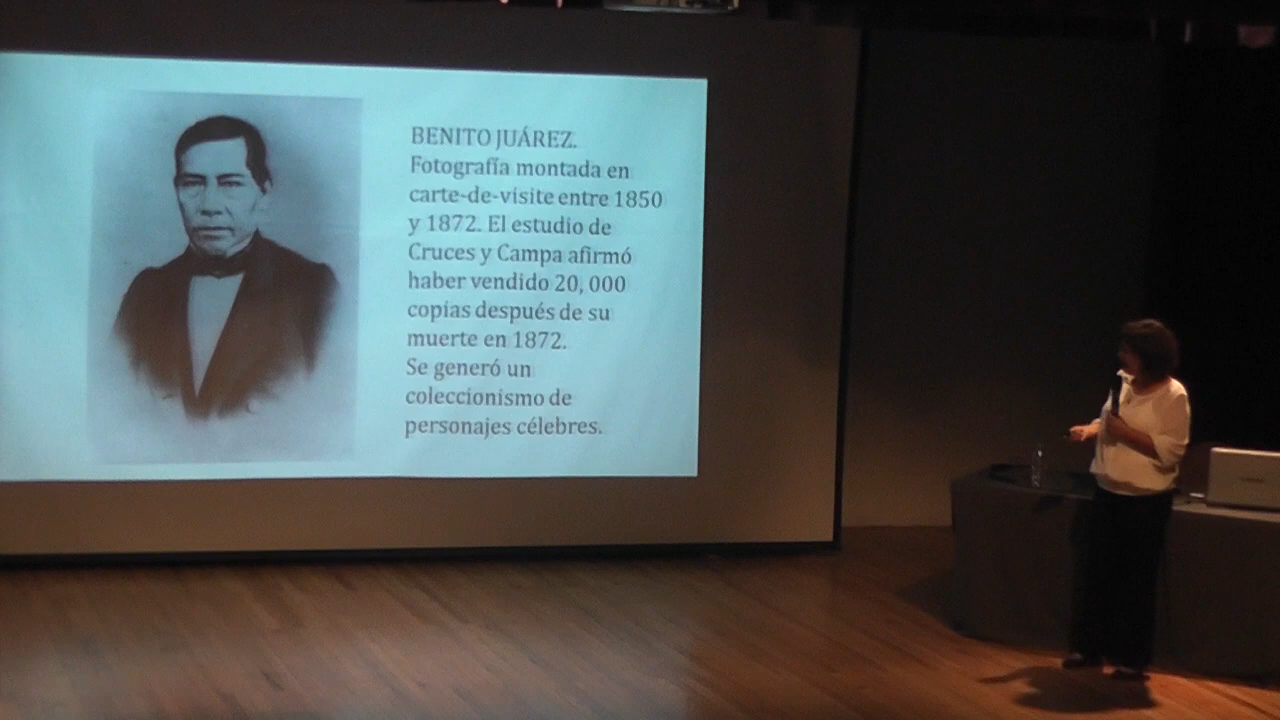 BENITO JUÁREZ.
Fotografía montada en
carte-de-visite entre 1850
y 1872. El estudio de
Cruces y Campa afirmó
haber vendido 20, 000
copias después de su
muerte en 1872.
Se generó un
coleccionismo de
personajes célebres.